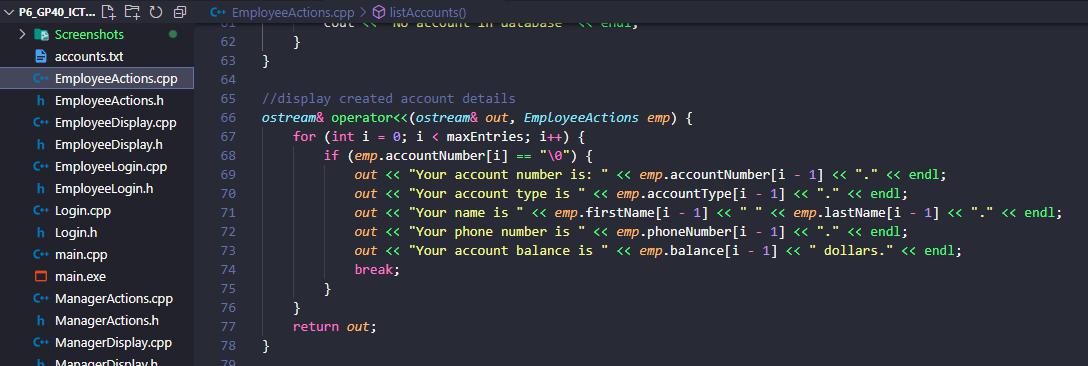 P6_GP40_ICT...
Screenshots
accounts.txt
EmployeeActions.cpp
EmployeeActions.h
EmployeeDisplay.cpp
EmployeeDisplay.h
EmployeeLogin.cpp
EmployeeLogin.h
Login.cpp
Login.h
main.cpp
main.exe
ManagerActions.cpp
ManagerActions.h
ManagerDisplay.cpp
ManagerDisplay.h
EmployeeActions.cpp > listAccounts()
61 cout << "No account in database" << endl;
62 }
63 }
64
65 //display created account details
66 ostream& operator<<(ostream& out, EmployeeActions emp) {
67 for (int i = 0; i < maxEntries; i++) {
68 if (emp.accountNumber[i] == "\0") {
69 out << "Your account number is: " << emp.accountNumber[i - 1] << "." << endl;
70 out << "Your account type is " << emp.accountType[i - 1] << "." << endl;
71 out << "Your name is " << emp.firstName[i - 1] << " " << emp.lastName[i - 1] << "." << endl;
72 out << "Your phone number is " << emp.phoneNumber[i - 1] << "." << endl;
73 out << "Your account balance is " << emp.balance[i - 1] << " dollars." << endl;
74 break;
75 }
76 }
77 return out;
78 }
79